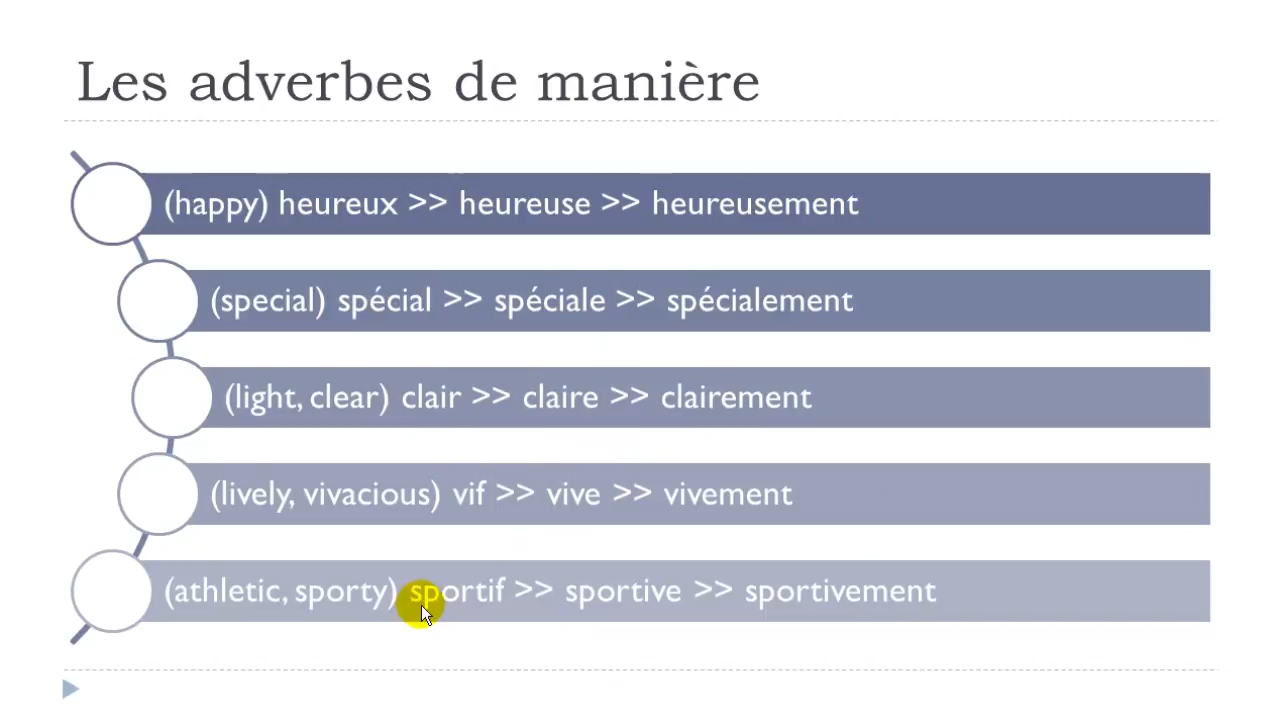 Les adverbes de manière
(happy) heureux >> heureuse >> heureusement
(special) spécial >> spéciale >> spécialement
(light, clear) clair >> claire >> clairement
(lively, vivacious) vif >> vive >> vivement
(athletic, sporty) sportif >> sportive >> sportivement